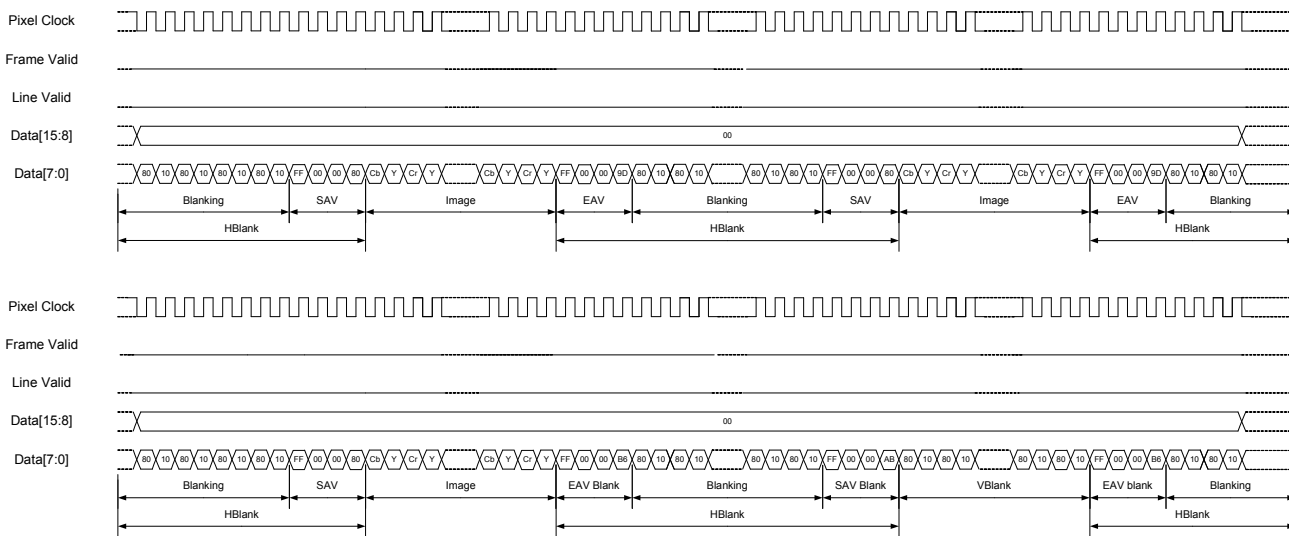 Pixel Clock
Frame Valid
Line Valid
Data[15:8] 00
Data[7:0] 80 10 80 10 80 10 80 10 FF 00 00 80 Cb Y Cr Y Cb Y Cr Y FF 00 00 9D 80 10 80 10 80 10 80 10 FF 00 00 80 Cb Y Cr Y Cb Y Cr Y FF 00 00 9D 80 10 80 10
Blanking SAV Image EAV Blanking SAV Image EAV Blanking
HBlank HBlank HBlank
Pixel Clock
Frame Valid
Line Valid
Data[15:8] 00
Data[7:0] 80 10 80 10 80 10 80 10 FF 00 00 80 Cb Y Cr Y Cb Y Cr Y FF 00 00 B6 80 10 80 10 80 10 80 10 FF 00 00 AB 80 10 80 10 80 10 80 10 FF 00 00 B6 80 10 80 10
Blanking SAV Image EAV Blank Blanking SAV Blank VBlank EAV blank Blanking
HBlank HBlank HBlank